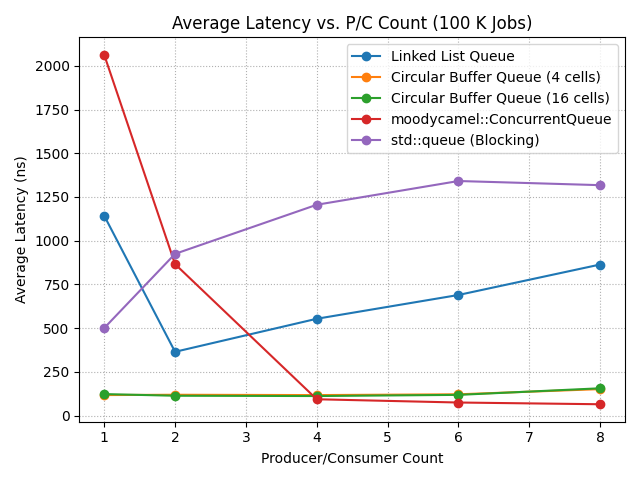 Average Latency vs. P/C Count (100 K Jobs)
Linked List Queue
Circular Buffer Queue (4 cells)
Circular Buffer Queue (16 cells)
moodycamel::ConcurrentQueue
std::queue (Blocking)
Average Latency (ns)
2000
1750
1500
1250
1000
750
500
250
0
1 2 3 4 5 6 7 8
Producer/Consumer Count